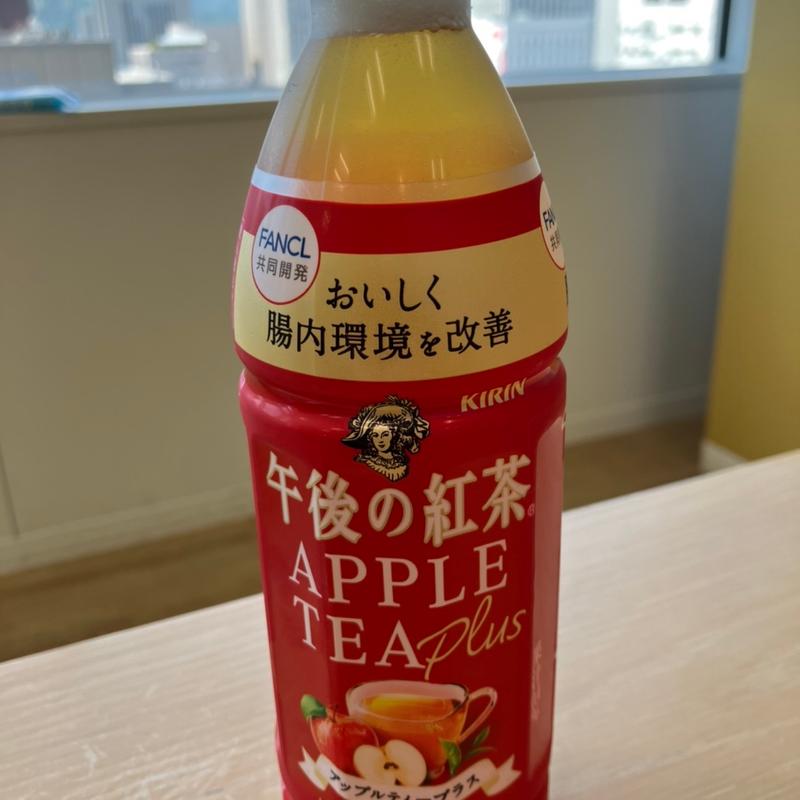 FANCL
共同開発
おいしく
腸内環境を改善
KIRIN
午後の紅茶®
APPLE
TEA Plus
アップルティープラス